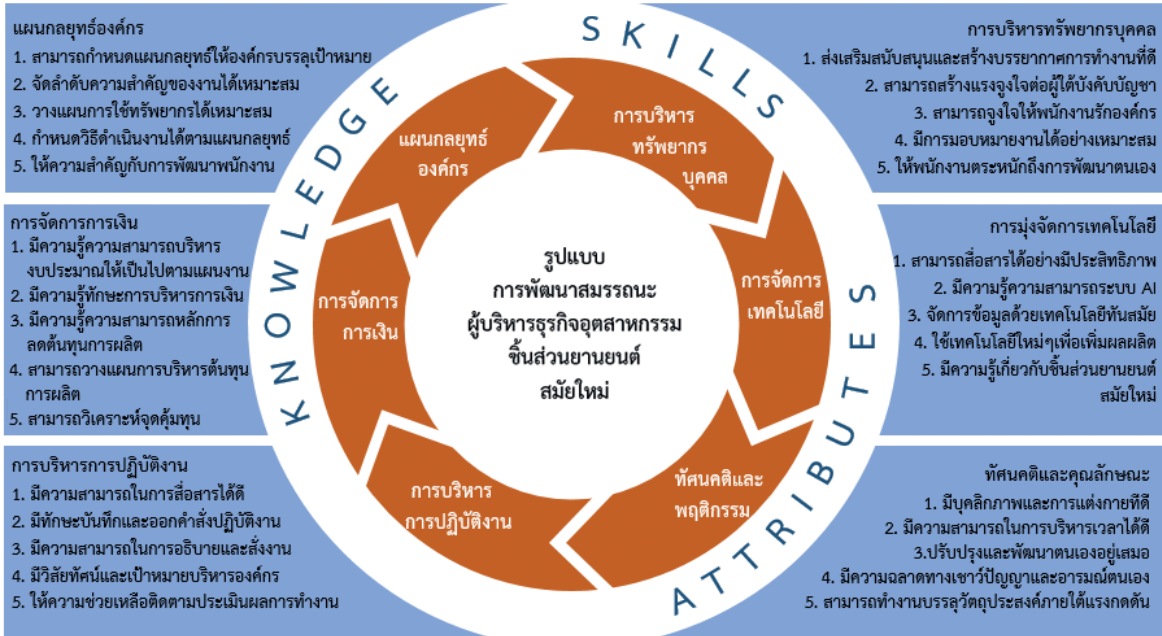 แผนกลยุทธ์องค์กร
1. สามารถกำหนดแผนกลยุทธ์ให้องค์กรบรรลุเป้าหมาย
2. จัดลำดับความสำคัญของงานได้เหมาะสม
3. วางแผนการใช้ทรัพยากรได้เหมาะสม
4. กำหนดวิธีดำเนินงานได้ตามแผนกลยุทธ์
5. ให้ความสำคัญกับการพัฒนาพนักงาน
การจัดการการเงิน
1. มีความรู้ความสามารถบริหาร
งบประมาณให้เป็นไปตามแผนงาน
2. มีความรู้ทักษะการบริหารการเงิน
3. มีความรู้ความสามารถหลักการ
ลดต้นทุนการผลิต
4. สามารถวางแผนการบริหารต้นทุน
การผลิต
5. สามารถวิเคราะห์จุดคุ้มทุน
การบริหารการปฏิบัติงาน
1. มีความสามารถในการสื่อสารได้ดี
2. มีทักษะบันทึกและออกคำสั่งปฏิบัติงาน
3. มีความสามารถในการอธิบายและสั่งงาน
4. มีวิสัยทัศน์และเป้าหมายบริหารองค์กร
5. ให้ความช่วยเหลือติดตามประเมินผลการทำงาน
KNOWLEDGE
SKILLS
ATTRIBUTES
แผนกลยุทธ์
องค์กร
การบริหาร
ทรัพยากร
บุคคล
การจัดการ
การเงิน
การจัดการ
เทคโนโลยี
การบริหาร
การปฏิบัติงาน
ทัศนคติและ
พฤติกรรม
รูปแบบ
การพัฒนาสมรรถนะ
ผู้บริหารธุรกิจอุตสาหกรรม
ชิ้นส่วนยานยนต์
สมัยใหม่
การบริหารทรัพยากรบุคคล
1. ส่งเสริมสนับสนุนและสร้างบรรยากาศการทำงานที่ดี
2. สามารถสร้างแรงจูงใจต่อผู้ใต้บังคับบัญชา
3. สามารถจูงใจให้พนักงานรักองค์กร
4. มีการมอบหมายงานได้อย่างเหมาะสม
5. ให้พนักงานตระหนักถึงการพัฒนาตนเอง
การมุ่งจัดการเทคโนโลยี
1. สามารถสื่อสารได้อย่างมีประสิทธิภาพ
2. มีความรู้ความสามารถระบบ AI
3. จัดการข้อมูลด้วยเทคโนโลยีทันสมัย
4. ใช้เทคโนโลยีใหม่ๆเพื่อเพิ่มผลผลิต
5. มีความรู้เกี่ยวกับชิ้นส่วนยานยนต์
สมัยใหม่
ทัศนคติและคุณลักษณะ
1. มีบุคลิกภาพและการแต่งกายทีดี
2. มีความสามารถในการบริหารเวลาได้ดี
3.ปรับปรุงและพัฒนาตนเองอยู่เสมอ
4. มีความฉลาดทางเชาว์ปัญญาและอารมณ์ตนเอง
5. สามารถทำงานบรรลุวัตถุประสงค์ภายใต้แรงกดดัน